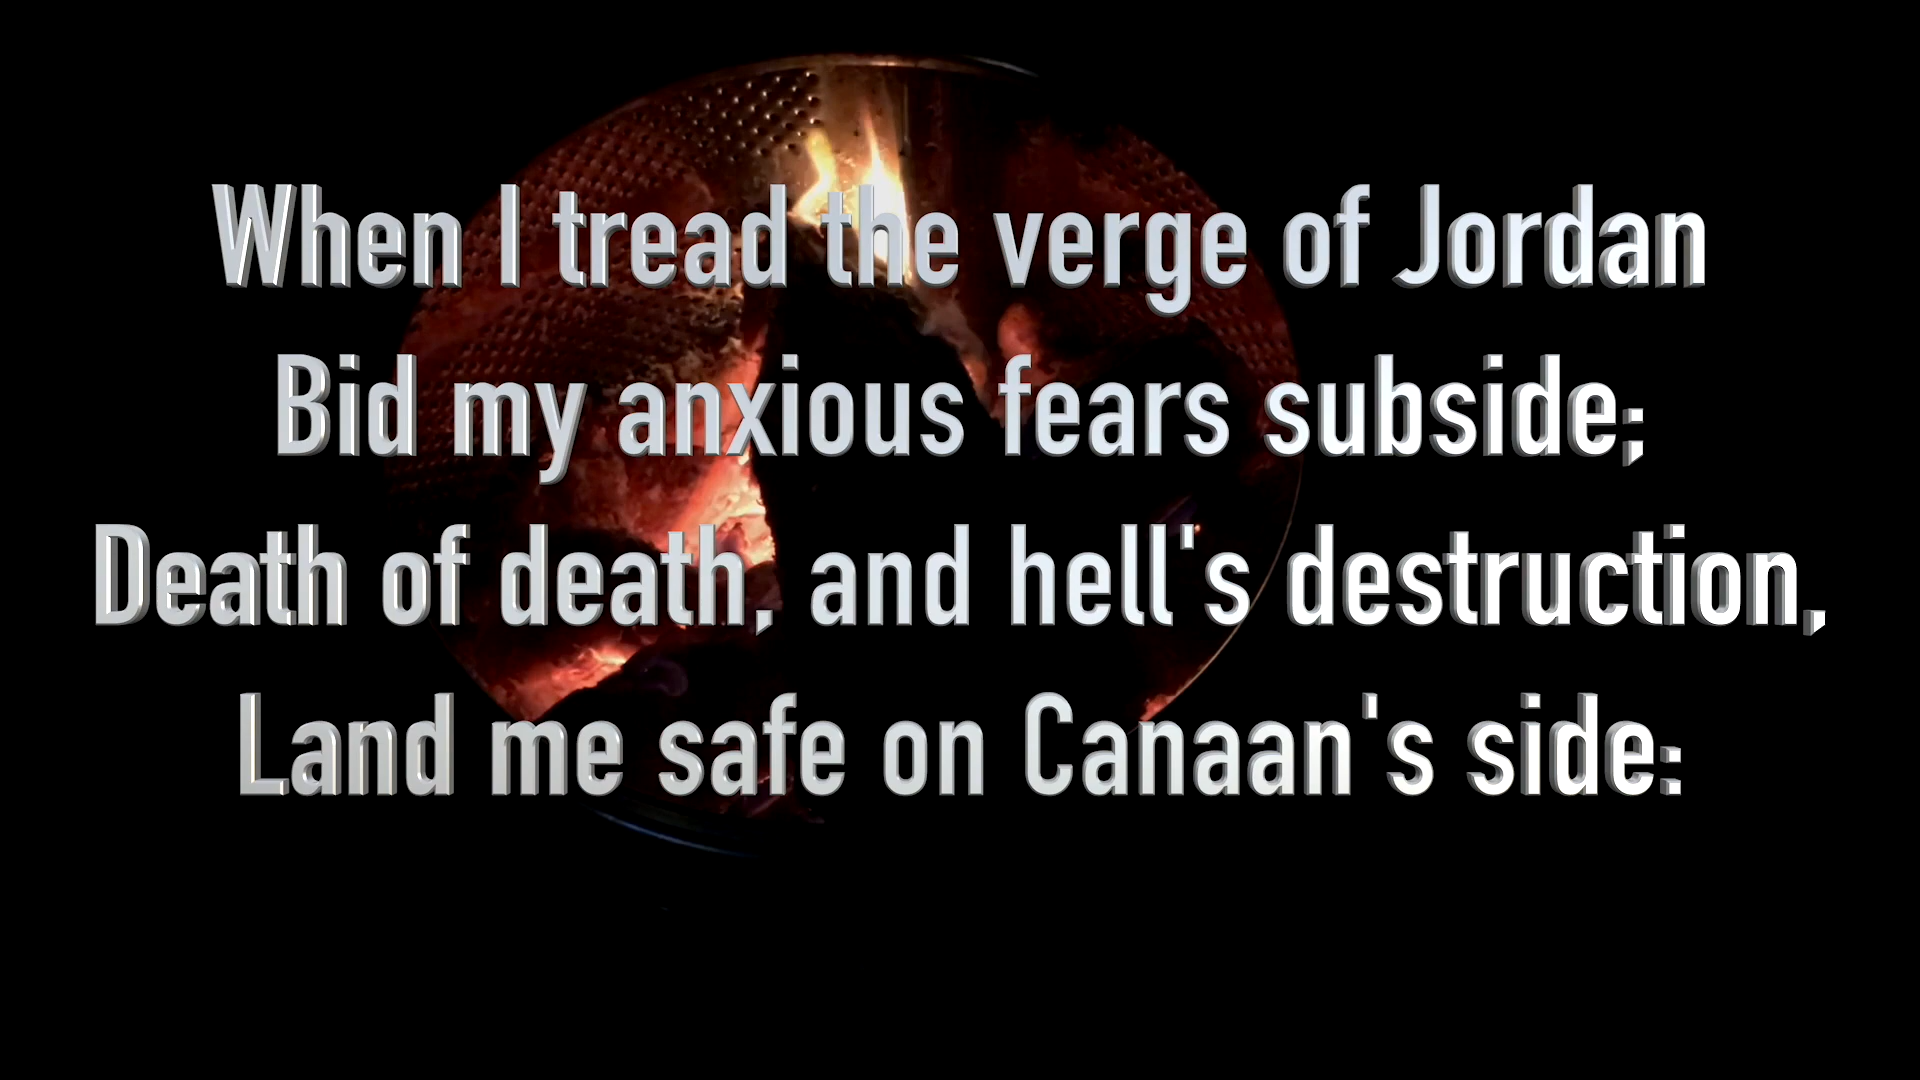 When I tread the verge of Jordan
Bid my anxious fears subside;
Death of death, and hell's destruction,
Land me safe on Canaan's side: